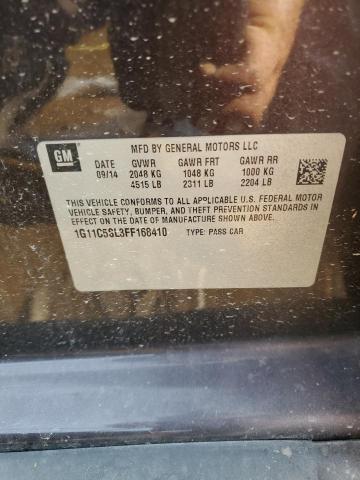 GM
MFD BY GENERAL MOTORS LLC
DATE GVWR GAWR FRT GAWR RR
09/14 2048 KG 1048 KG 1000 KG
4515 LB 2311 LB 2204 LB
THIS VEHICLE CONFORMS TO ALL APPLICABLE U.S. FEDERAL MOTOR
VEHICLE SAFETY, BUMPER, AND THEFT PREVENTION STANDARDS IN
EFFECT ON THE DATE OF MANUFACTURE SHOWN ABOVE.
1G11C5SL3FF168410 TYPE: PASS CAR